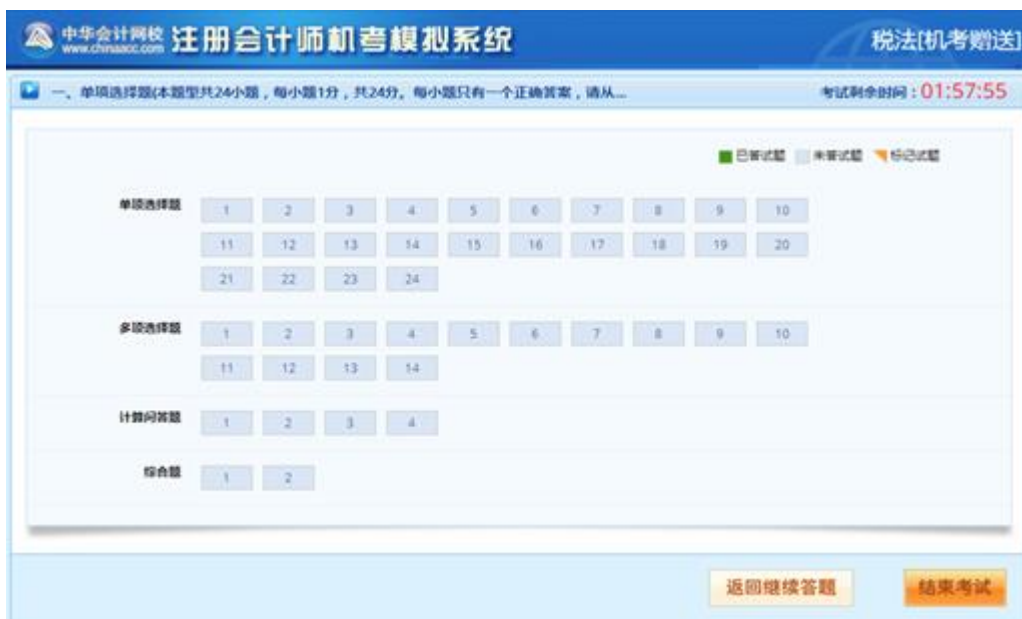 中华会计网校 www.chinaacc.com 注册会计师机考模拟系统 税法[机考赠送]
一、单项选择题(本题型共24小题，每小题1分，共24分。每小题只有一个正确答案，请从... 考试剩余时间：01:57:55
已答试题 未答试题 标记试题
单项选择题 1 2 3 4 5 6 7 8 9 10
11 12 13 14 15 16 17 18 19 20
21 22 23 24
多项选择题 1 2 3 4 5 6 7 8 9 10
11 12 13 14
计算问答题 1 2 3 4
综合题 1 2
返回继续答题 结束考试